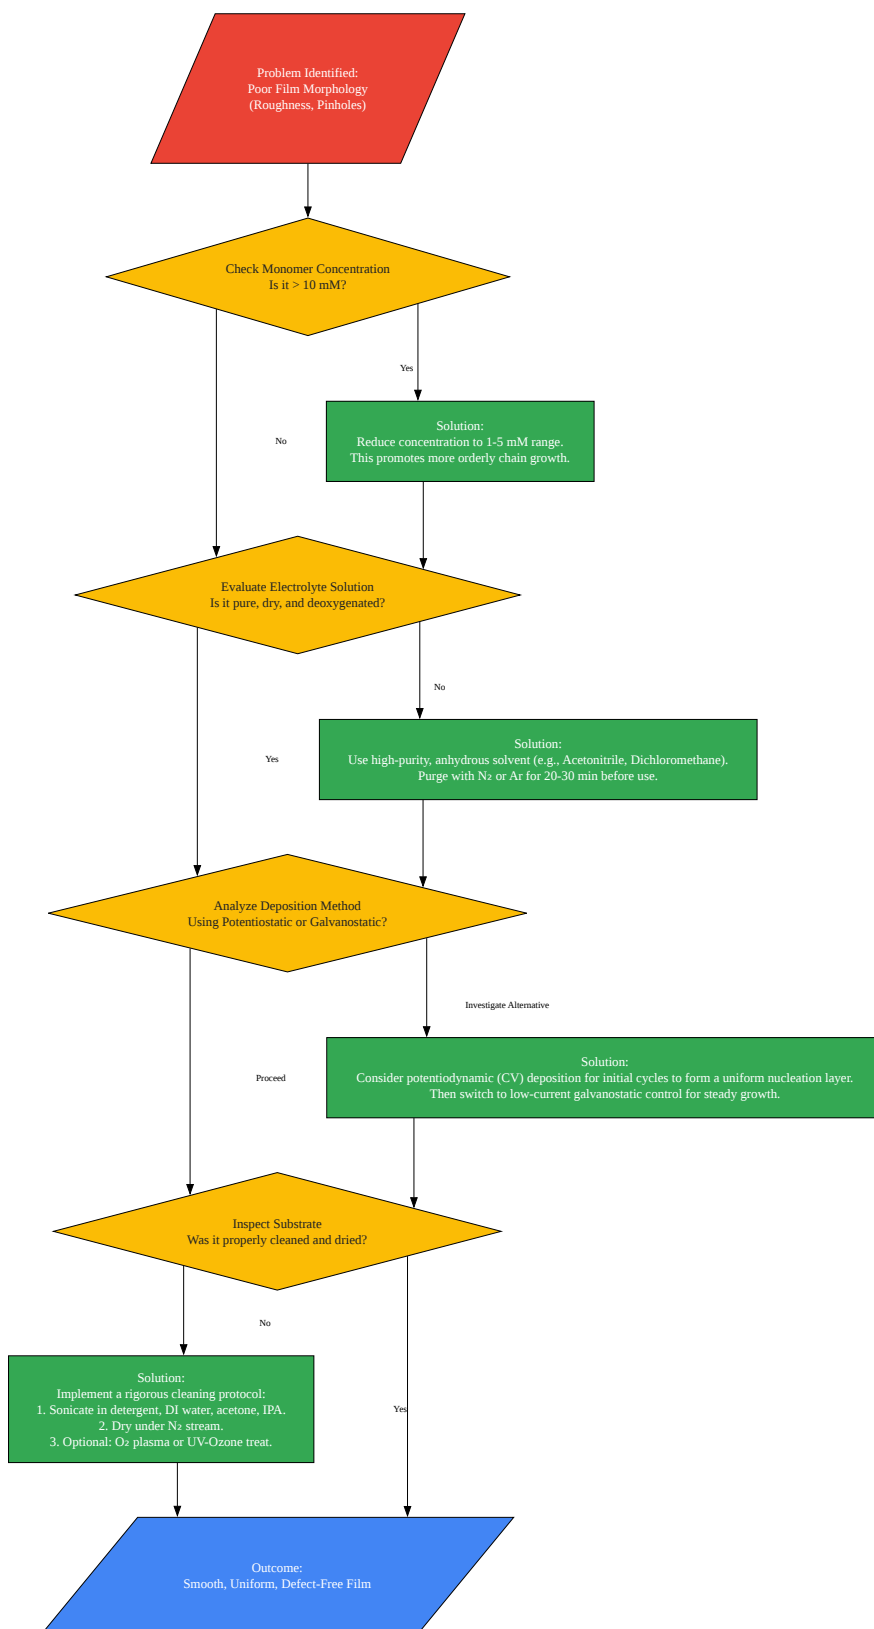 Problem Identified:
Poor Film Morphology
(Roughness, Pinholes)
Check Monomer Concentration
Is it > 10 mM?
Yes
Solution:
Reduce concentration to 1-5 mM range.
This promotes more orderly chain growth.
No
Evaluate Electrolyte Solution
Is it pure, dry, and deoxygenated?
No
Solution:
Use high-purity, anhydrous solvent (e.g., Acetonitrile, Dichloromethane).
Purge with N₂ or Ar for 20-30 min before use.
Yes
Analyze Deposition Method
Using Potentiostatic or Galvanostatic?
Investigate Alternative
Solution:
Consider potentiodynamic (CV) deposition for initial cycles to form a uniform nucleation layer.
Then switch to low-current galvanostatic control for steady growth.
Proceed
Inspect Substrate
Was it properly cleaned and dried?
No
Solution:
Implement a rigorous cleaning protocol:
1. Sonicate in detergent, DI water, acetone, IPA.
2. Dry under N₂ stream.
3. Optional: O₂ plasma or UV-Ozone treat.
Yes
Outcome:
Smooth, Uniform, Defect-Free Film